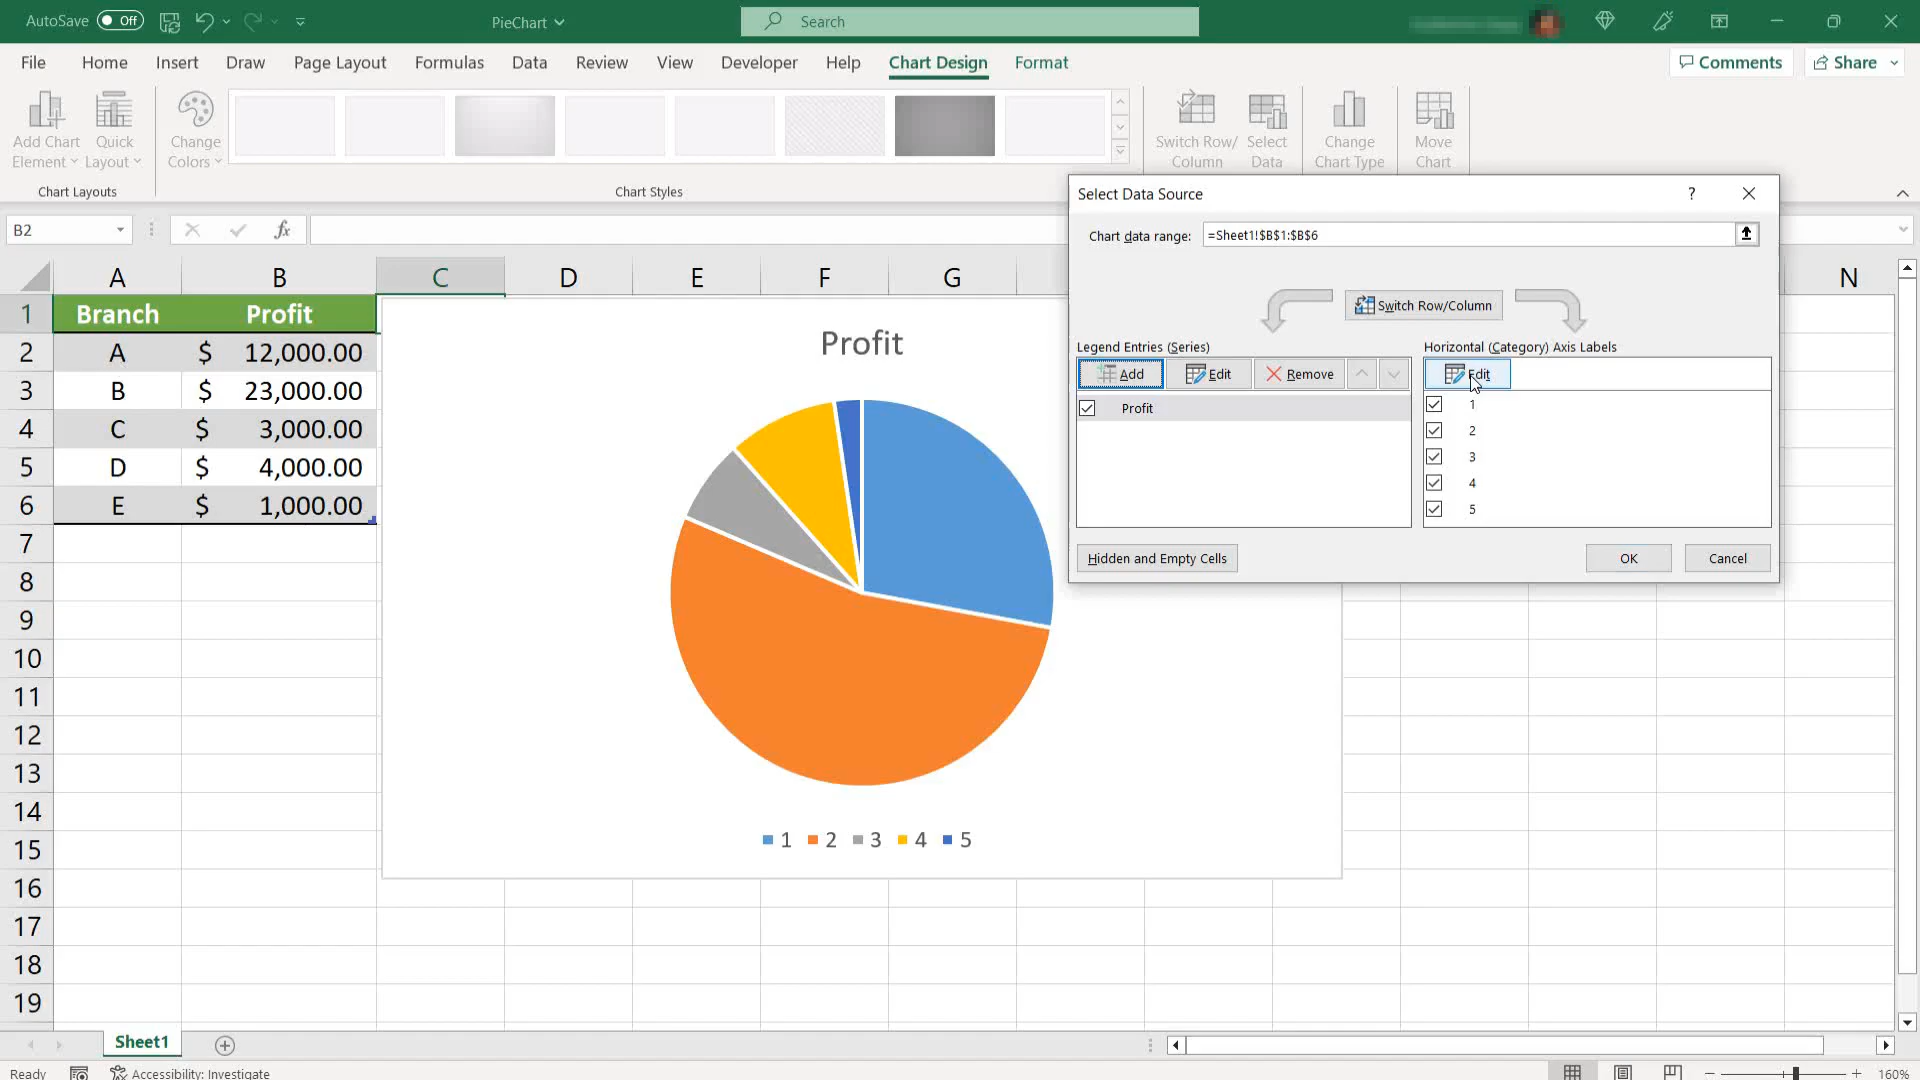 AutoSave Off PieChart Search
File Home Insert Draw Page Layout Formulas Data Review View Developer Help Chart Design Format Comments Share
Add Chart Element
Quick Layout
Change Colors
Switch Row/ Column
Select Data
Change Chart Type
Move Chart
Chart Layouts
Chart Styles
B2
fx
Select Data Source ?
Chart data range: =Sheet1!$B$1:$B$6
Switch Row/Column
Legend Entries (Series)
Add Edit Remove
Profit
Horizontal (Category) Axis Labels
Edit
1
2
3
4
5
Hidden and Empty Cells OK Cancel
A B C D E F G N
1 Branch Profit
2 A $ 12,000.00
3 B $ 23,000.00
4 C $ 3,000.00
5 D $ 4,000.00
6 E $ 1,000.00
7
8
9
10
11
12
13
14
15
16
17
18
19
Profit
1 2 3 4 5
Sheet1
Ready Accessibility: Investigate 160%